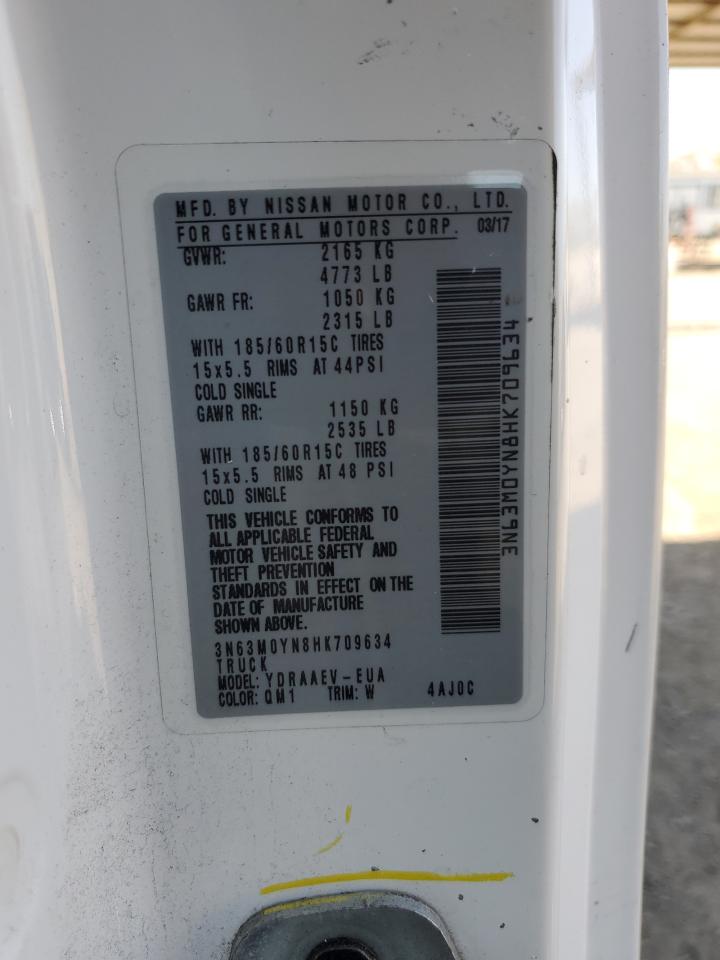 MFD. BY NISSAN MOTOR CO., LTD.
FOR GENERAL MOTORS CORP. 03/17
GVWR: 2165 KG
4773 LB
GAWR FR: 1050 KG
2315 LB
WITH 185/60R15C TIRES
15x5.5 RIMS AT 44PSI
COLD SINGLE
GAWR RR: 1150 KG
2535 LB
WITH 185/60R15C TIRES
15x5.5 RIMS AT 48 PSI
COLD SINGLE
THIS VEHICLE CONFORMS TO
ALL APPLICABLE FEDERAL
MOTOR VEHICLE SAFETY AND
THEFT PREVENTION
STANDARDS IN EFFECT ON THE
DATE OF MANUFACTURE
SHOWN ABOVE.
3N63M0YN8HK709634
TRUCK
MODEL: YDRAAEV-EUA
COLOR: QM1 TRIM: W 4AJ0C
3N63M0YN8HK709634